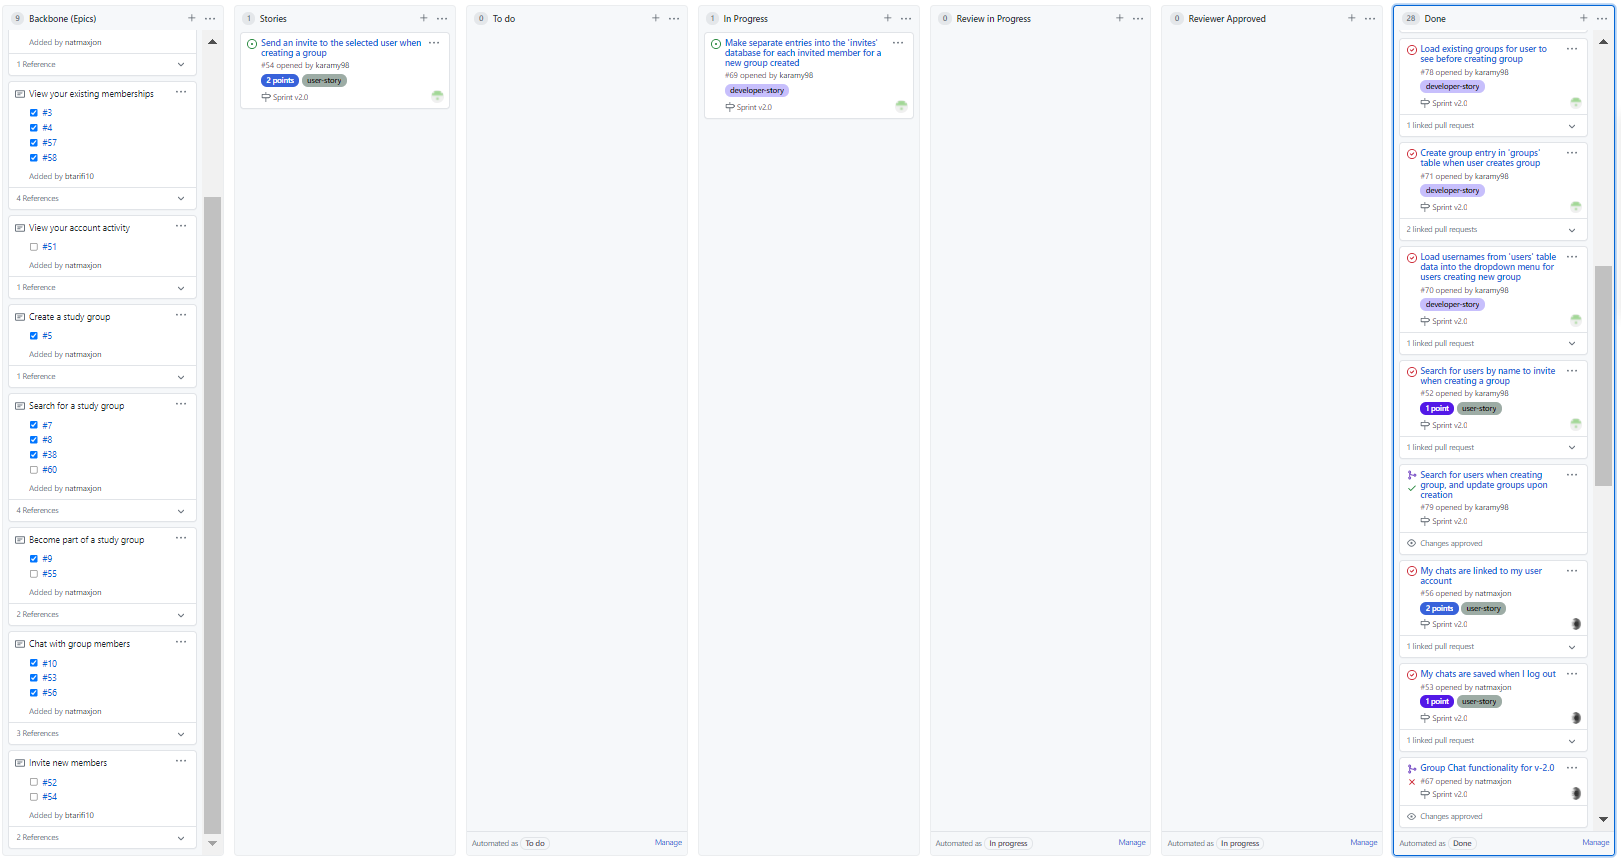 9 Backbone (Epics)
Added by natmaxjon
1 Reference
View your existing memberships
#3
#4
#57
#58
Added by btarifi10
4 References
View your account activity
#51
Added by natmaxjon
1 Reference
Create a study group
#5
Added by natmaxjon
1 Reference
Search for a study group
#7
#8
#38
#60
Added by natmaxjon
4 References
Become part of a study group
#9
#55
Added by natmaxjon
2 References
Chat with group members
#10
#53
#56
Added by natmaxjon
3 References
Invite new members
#52
#54
Added by btarifi10
2 References
1 Stories
Send an invite to the selected user when
creating a group
#54 opened by karamy98
2 points user-story
Sprint v2.0
0 To do
Automated as To do Manage
1 In Progress
Make separate entries into the 'invites'
database for each invited member for a
new group created
#69 opened by karamy98
developer-story
Sprint v2.0
0 Review in Progress
Automated as In progress Manage
0 Reviewer Approved
Automated as In progress Manage
28 Done
Load existing groups for user to
see before creating group
#78 opened by karamy98
developer-story
Sprint v2.0
1 linked pull request
Create group entry in 'groups'
table when user creates group
#71 opened by karamy98
developer-story
Sprint v2.0
2 linked pull requests
Load usernames from 'users' table
data into the dropdown menu for
users creating new group
#70 opened by karamy98
developer-story
Sprint v2.0
1 linked pull request
Search for users by name to invite
when creating a group
#52 opened by karamy98
1 point user-story
Sprint v2.0
1 linked pull request
Search for users when creating
group, and update groups upon
creation
#79 opened by karamy98
Sprint v2.0
Changes approved
My chats are linked to my user
account
#56 opened by natmaxjon
2 points user-story
Sprint v2.0
1 linked pull request
My chats are saved when I log out
#53 opened by natmaxjon
1 point user-story
Sprint v2.0
1 linked pull request
Group Chat functionality for v-2.0
#67 opened by natmaxjon
Sprint v2.0
Changes approved
Automated as Done Manage